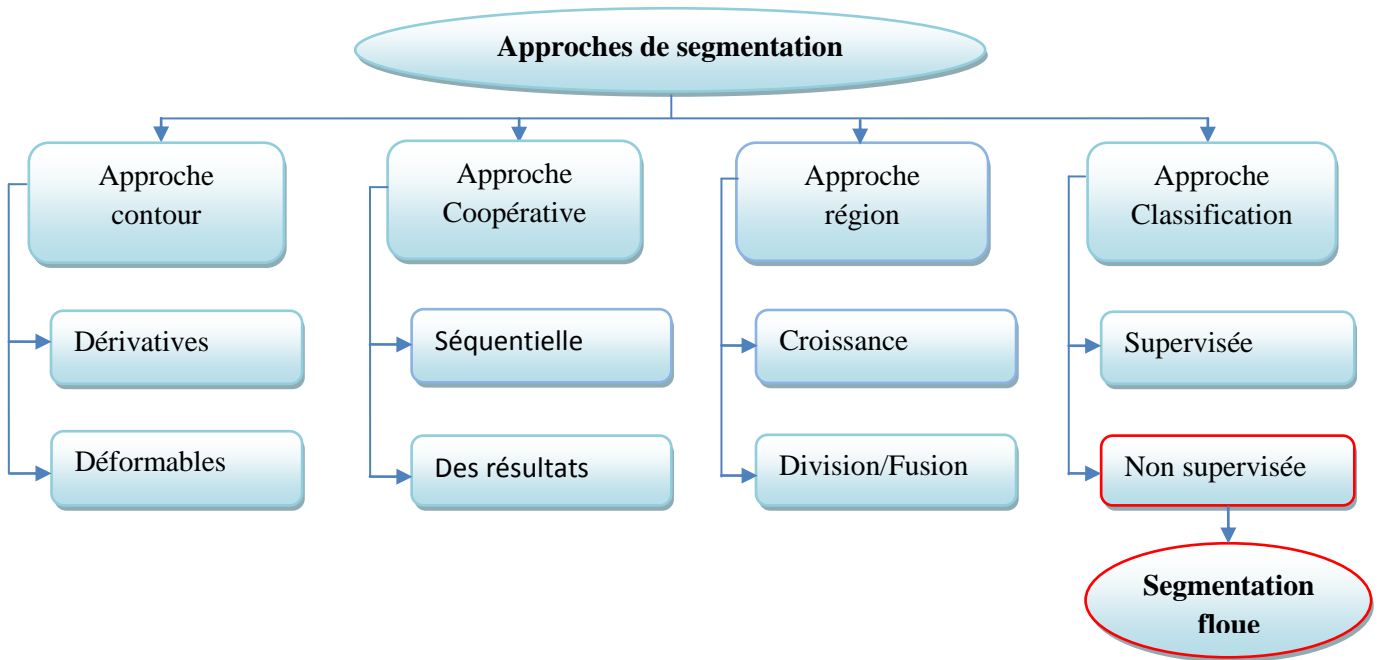 Approches de segmentation
Approche
contour
Approche
Coopérative
Approche
région
Approche
Classification
Dérivatives
Séquentielle
Croissance
Supervisée
Déformables
Des résultats
Division/Fusion
Non supervisée
Segmentation
floue